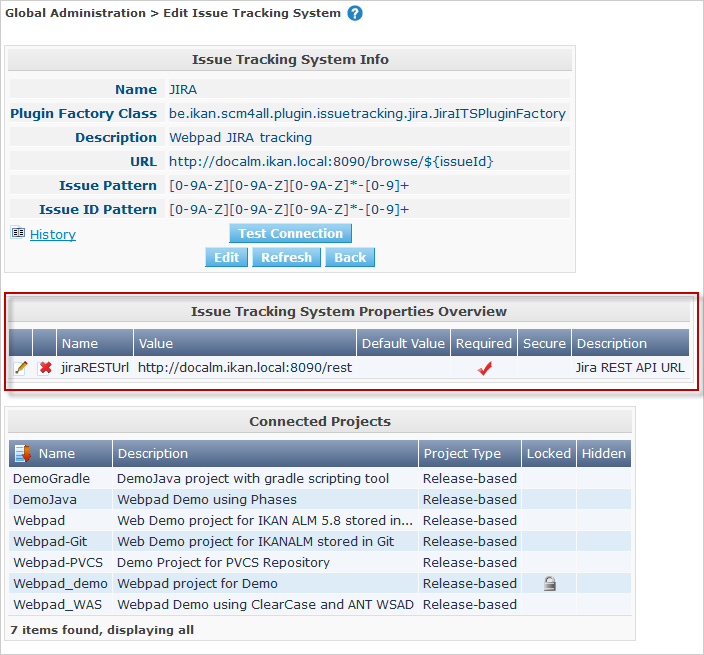 Global Administration > Edit Issue Tracking System ?
Issue Tracking System Info
Name JIRA
Plugin Factory Class be.ikan.scm4all.plugin.issuetracking.jira.JiraITSPluginFactory
Description Webpad JIRA tracking
URL http://docalm.ikan.local:8090/browse/${issueId}
Issue Pattern [0-9A-Z][0-9A-Z][0-9A-Z]*-[0-9]+
Issue ID Pattern [0-9A-Z][0-9A-Z][0-9A-Z]*-[0-9]+
History Test Connection
Edit Refresh Back
Issue Tracking System Properties Overview
Name Value Default Value Required Secure Description
jiraRESTUrl http://docalm.ikan.local:8090/rest Jira REST API URL
Connected Projects
Name Description Project Type Locked Hidden
DemoGradle DemoJava project with gradle scripting tool Release-based
DemoJava Webpad Demo using Phases Release-based
Webpad Web Demo project for IKAN ALM 5.8 stored in... Release-based
Webpad-Git Web Demo project for IKANALM stored in Git Release-based
Webpad-PVCS Demo Project for PVCS Repository Release-based
Webpad_demo Webpad project for Demo Release-based
Webpad_WAS Webpad Demo using ClearCase and ANT WSAD Release-based
7 items found, displaying all